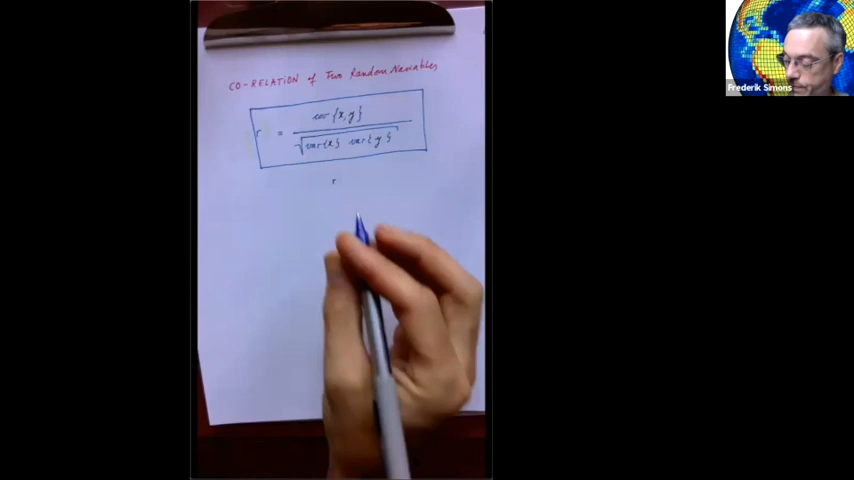 CO-RELATION of Two Random Variables
r = cov {x, y}
√var{x} var{y}
r
Frederik Simons